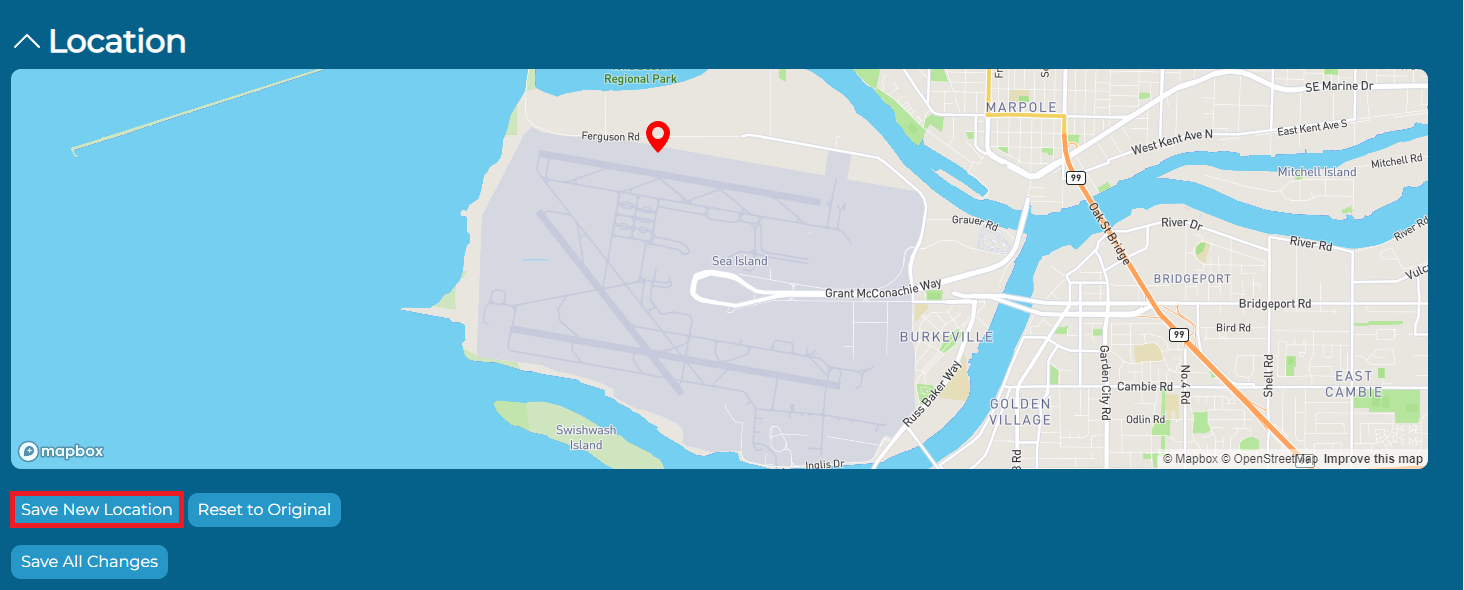 Location
Regional Park
MARPOLE
SE Marine Dr
Ferguson Rd
West Kent Ave N
East Kent Ave S
Mitchell Rd
Mitchell Island
99
Oak St Bridge
Grauer Rd
River Dr
River Rd
River Rd
Sea Island
BRIDGEPORT
Grant McConachie Way
Bridgeport Rd
Bird Rd
BURKEVILLE
99
Garden City Rd
No. 4 Rd
Shell Rd
EAST
CAMBIE
Cambie Rd
Russ Baker Way
GOLDEN
VILLAGE
Odlin Rd
Swishwash
Island
Inglis Dr
mapbox
© Mapbox © OpenStreetMap Improve this map
Save New Location
Reset to Original
Save All Changes